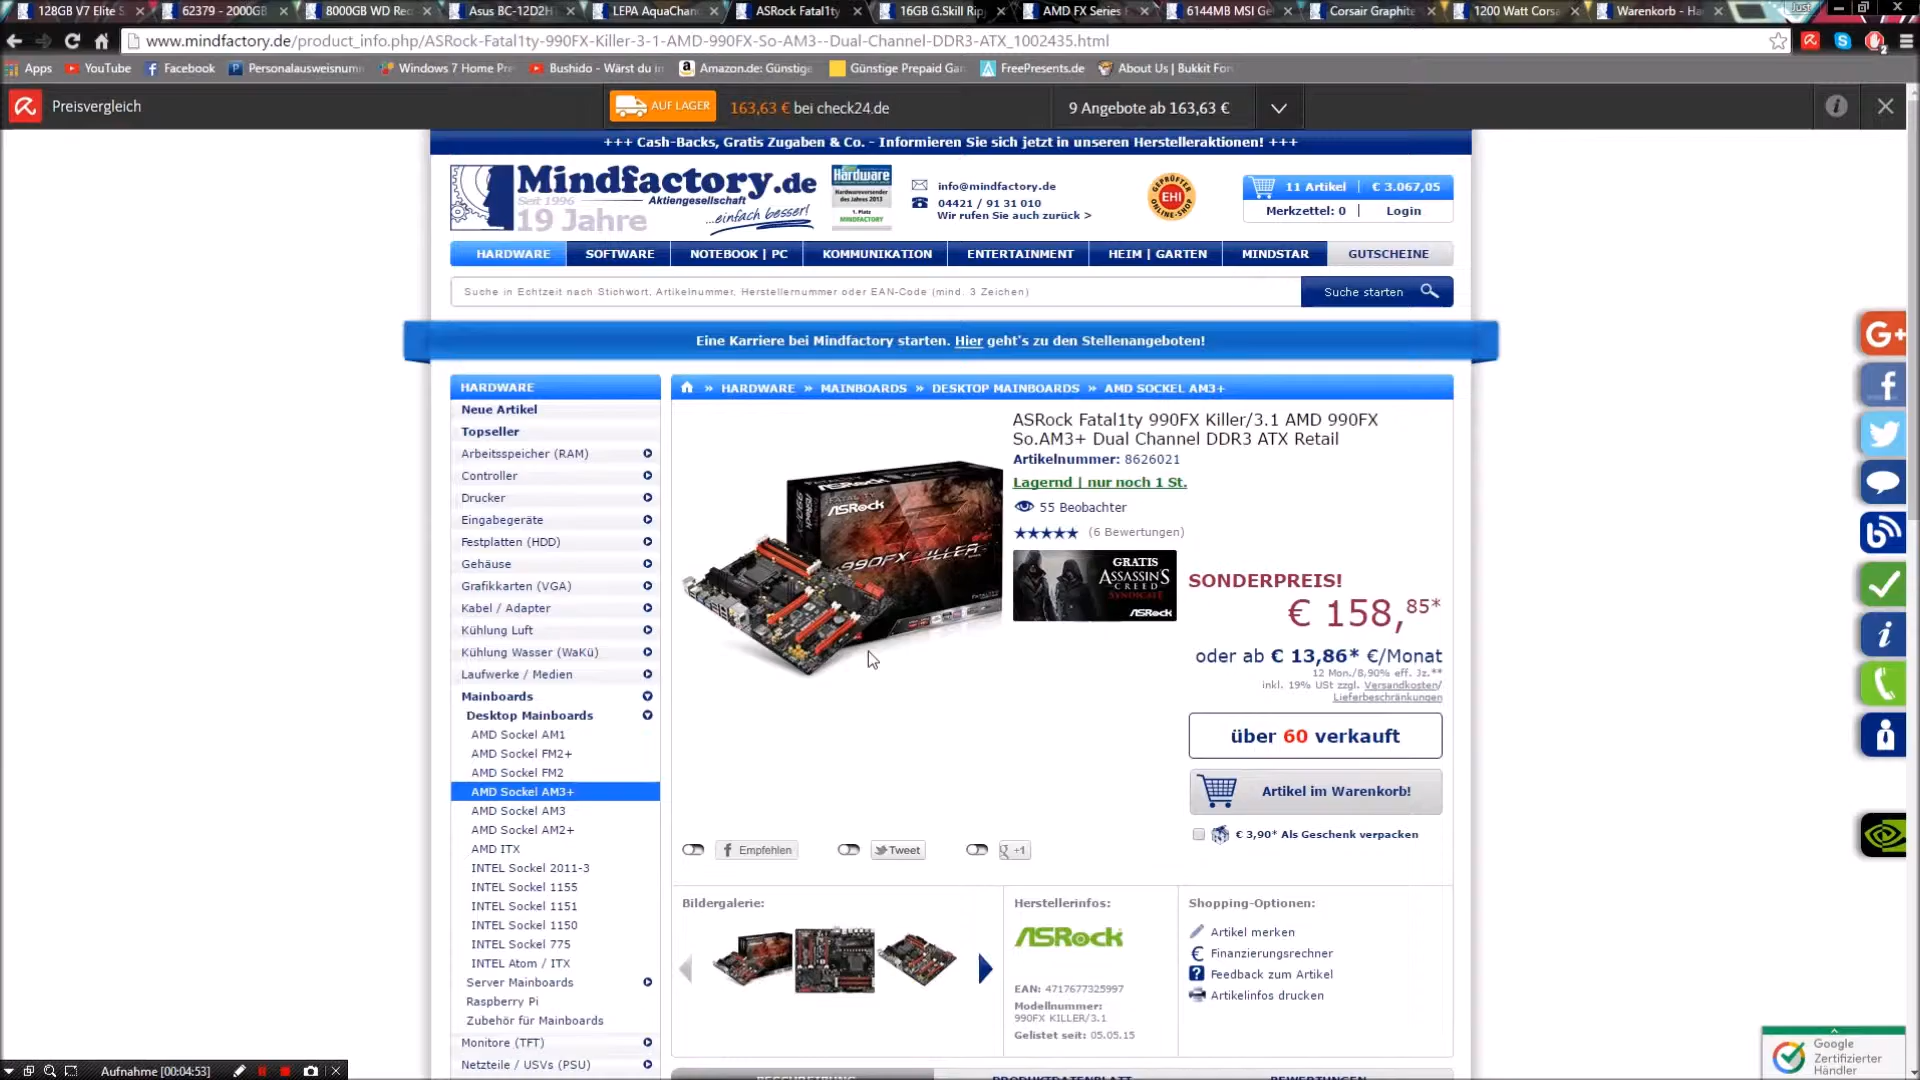 128GB V7 Elite S
62379 - 2000GB
8000GB WD Rec
Asus BC-12D2H
LEPA AquaChan
ASRock Fatal1ty
16GB G.Skill Rip
AMD FX Series
6144MB MSI Ge
Corsair Graphite
1200 Watt Corsa
Warenkorb - Ha
Just
www.mindfactory.de/product_info.php/ASRock-Fatal1ty-990FX-Killer-3-1-AMD-990FX-So-AM3--Dual-Channel-DDR3-ATX_1002435.html
Apps
YouTube
Facebook
Personalausweisnum
Windows 7 Home Pr
Bushido - Wärst du i
Amazon.de: Günstige
Günstige Prepaid Ga
FreePresents.de
About Us | Bukkit For
Preisvergleich
AUF LAGER
163,63 € bei check24.de
9 Angebote ab 163,63 €
+++ Cash-Backs, Gratis Zugaben & Co. - Informieren Sie sich jetzt in unseren Herstelleraktionen! +++
Mindfactory.de
Seit 1996
Aktiengesellschaft
19 Jahre
...einfach besser!
Hardware
Hardwareversender
des Jahres 2013
1. Platz
MINDFACTORY
info@mindfactory.de
04421 / 91 31 010
Wir rufen Sie auch zurück >
GEPRÜFTER
EHI
ONLINE-SHOP
11 Artikel | € 3.067,05
Merkzettel: 0 | Login
HARDWARE
SOFTWARE
NOTEBOOK | PC
KOMMUNIKATION
ENTERTAINMENT
HEIM | GARTEN
MINDSTAR
GUTSCHEINE
Suche in Echtzeit nach Stichwort, Artikelnummer, Herstellernummer oder EAN-Code (mind. 3 Zeichen)
Suche starten
Eine Karriere bei Mindfactory starten. Hier geht's zu den Stellenangeboten!
HARDWARE
Neue Artikel
Topseller
Arbeitsspeicher (RAM)
Controller
Drucker
Eingabegeräte
Festplatten (HDD)
Gehäuse
Grafikkarten (VGA)
Kabel / Adapter
Kühlung Luft
Kühlung Wasser (WaKü)
Laufwerke / Medien
Mainboards
Desktop Mainboards
AMD Sockel AM1
AMD Sockel FM2+
AMD Sockel FM2
AMD Sockel AM3+
AMD Sockel AM3
AMD Sockel AM2+
AMD ITX
INTEL Sockel 2011-3
INTEL Sockel 1155
INTEL Sockel 1151
INTEL Sockel 1150
INTEL Sockel 775
INTEL Atom / ITX
Server Mainboards
Raspberry Pi
Zubehör für Mainboards
Monitore (TFT)
Netzteile / USVs (PSU)
» HARDWARE » MAINBOARDS » DESKTOP MAINBOARDS » AMD SOCKEL AM3+
ASRock
990FX KILLER
ASRock Fatal1ty 990FX Killer/3.1 AMD 990FX
So.AM3+ Dual Channel DDR3 ATX Retail
Artikelnummer: 8626021
Lagernd | nur noch 1 St.
55 Beobachter
(6 Bewertungen)
GRATIS
ASSASSIN'S
CREED
SYNDICATE
ASRock
SONDERPREIS!
€ 158,85*
oder ab € 13,86* €/Monat
12 Mon./8,90% eff. Jz.**
inkl. 19% USt zzgl. Versandkosten/
Lieferbeschränkungen
über 60 verkauft
Artikel im Warenkorb!
€ 3,90* Als Geschenk verpacken
Empfehlen
Tweet
+1
Bildergalerie:
Herstellerinfos:
ASRock
EAN: 4717677325997
Modellnummer:
990FX KILLER/3.1
Gelistet seit: 05.05.15
Shopping-Optionen:
Artikel merken
Finanzierungsrechner
Feedback zum Artikel
Artikelinfos drucken
BESCHREIBUNG
PRODUKTDATENBLATT
BEWERTUNGEN
G+
Google
Zertifizierter
Händler
Aufnahme [00:04:53]